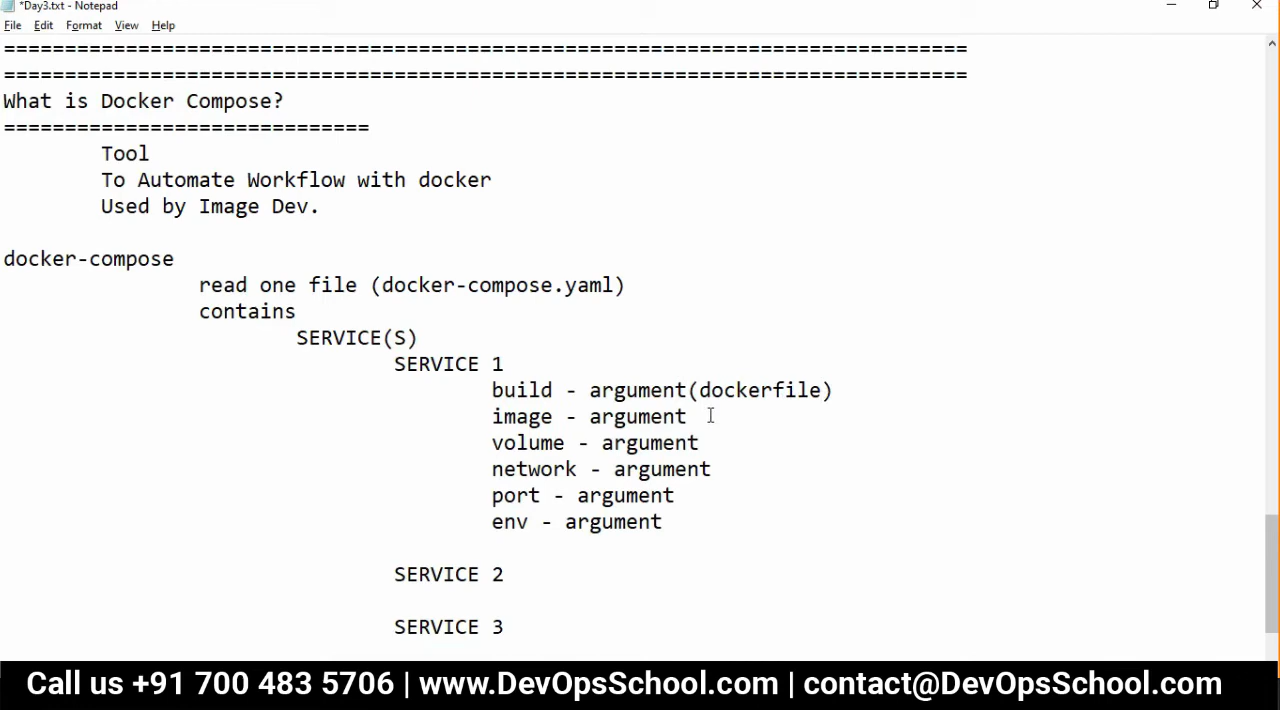 *Day3.txt - Notepad
File Edit Format View Help
===============================================================================
===============================================================================
What is Docker Compose?
==============================
Tool
To Automate Workflow with docker
Used by Image Dev.
docker-compose
read one file (docker-compose.yaml)
contains
SERVICE(S)
SERVICE 1
build - argument(dockerfile)
image - argument
volume - argument
network - argument
port - argument
env - argument
SERVICE 2
SERVICE 3
Call us +91 700 483 5706 | www.DevOpsSchool.com | contact@DevOpsSchool.com